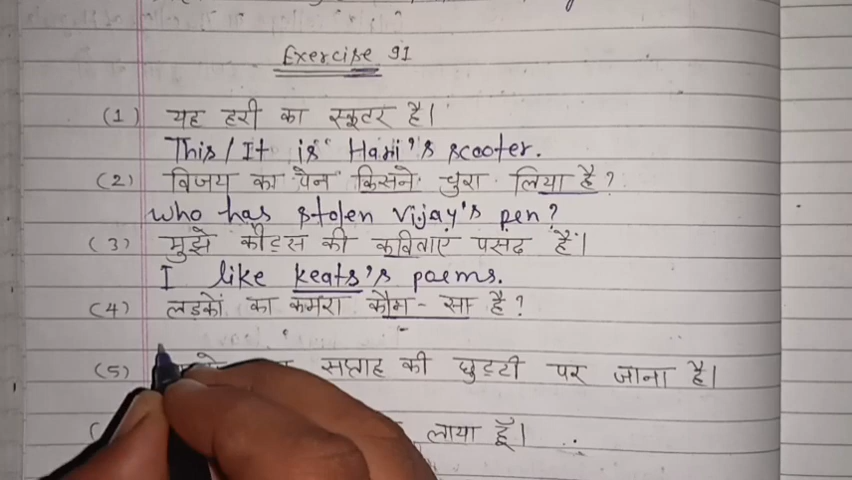 Exercise 91
(1) यह हरी का स्कूटर है।
This/It is Hari's scooter.
(2) विजय का पेन किसने चुरा लिया है?
who has stolen vijay's pen?
(3) मुझे कीट्स की कविताएं पसंद हैं।
I like keats's poems.
(4) लड़कों का कमरा कौन-सा है?
(5) सप्ताह की छुट्टी पर जाना है।
लाया हूँ।